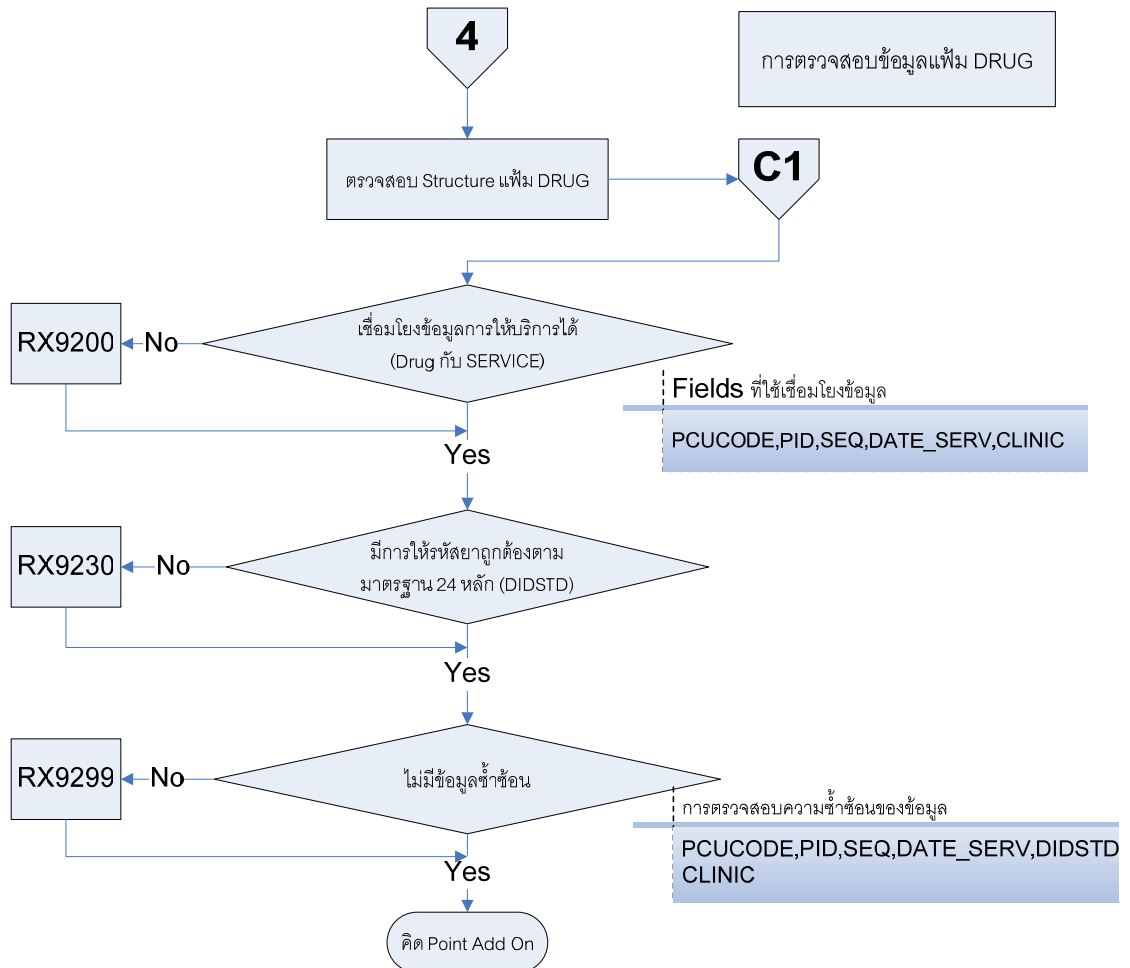 4
การตรวจสอบข้อมูลแฟ้ม DRUG
ตรวจสอบ Structure แฟ้ม DRUG
C1
เชื่อมโยงข้อมูลการให้บริการได้
(Drug กับ SERVICE)
No
RX9200
Fields ที่ใช้เชื่อมโยงข้อมูล
PCUCODE,PID,SEQ,DATE_SERV,CLINIC
Yes
มีการให้รหัสยาถูกต้องตาม
มาตรฐาน 24 หลัก (DIDSTD)
No
RX9230
Yes
ไม่มีข้อมูลซ้ำซ้อน
No
RX9299
การตรวจสอบความซ้ำซ้อนของข้อมูล
PCUCODE,PID,SEQ,DATE_SERV,DIDSTD
CLINIC
Yes
คิด Point Add On